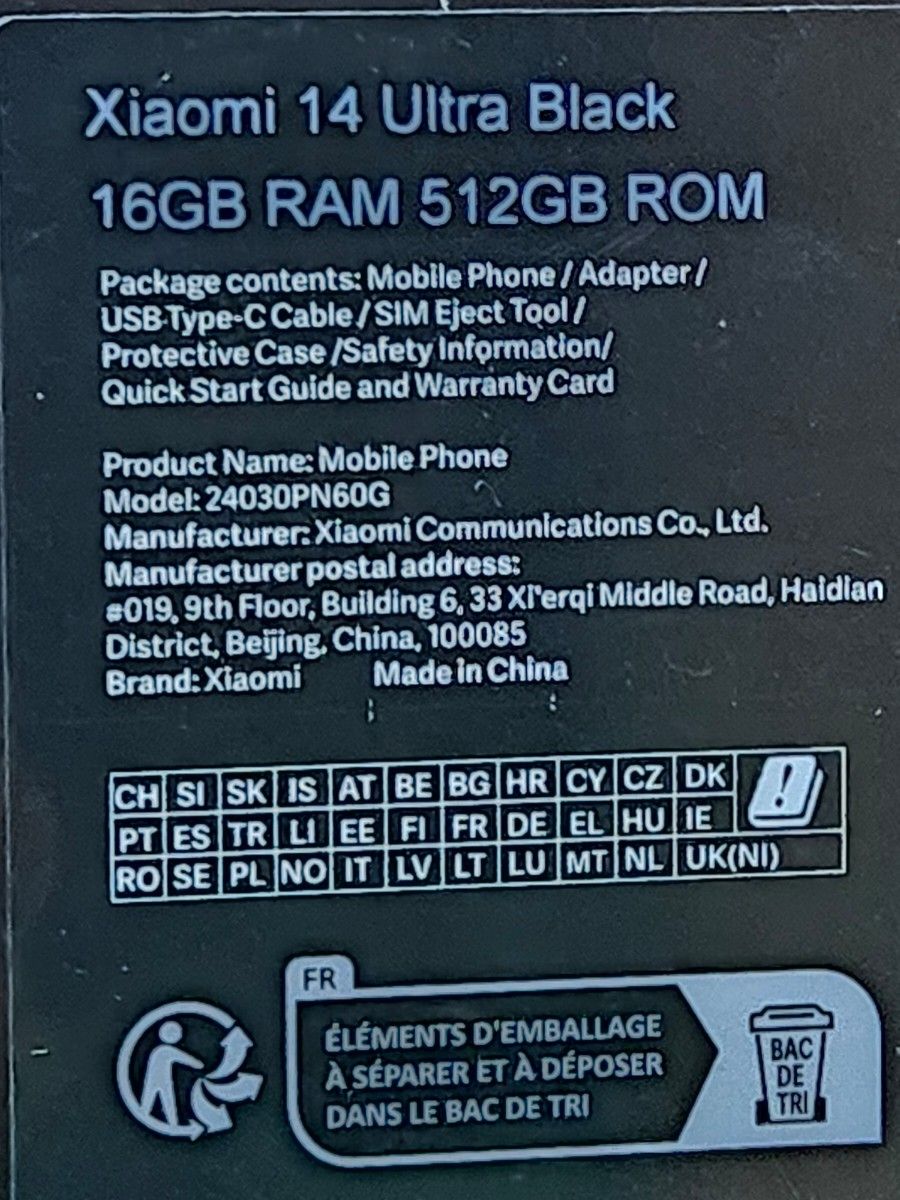 Xiaomi 14 Ultra Black
16GB RAM 512GB ROM
Package contents: Mobile Phone / Adapter /
USB Type-C Cable / SIM Eject Tool /
Protective Case /Safety Information/
Quick Start Guide and Warranty Card
Product Name: Mobile Phone
Model: 24030PN60G
Manufacturer: Xiaomi Communications Co., Ltd.
Manufacturer postal address:
#019, 9th Floor, Building 6, 33 Xi'erqi Middle Road, Haidian
District, Beijing, China, 100085
Brand: Xiaomi Made in China
CH SI SK IS AT BE BG HR CY CZ DK
PT ES TR LI EE FI FR DE EL HU IE
RO SE PL NO IT LV LT LU MT NL UK(NI)
FR
ÉLÉMENTS D'EMBALLAGE
À SÉPARER ET À DÉPOSER
DANS LE BAC DE TRI
BAC
DE
TRI